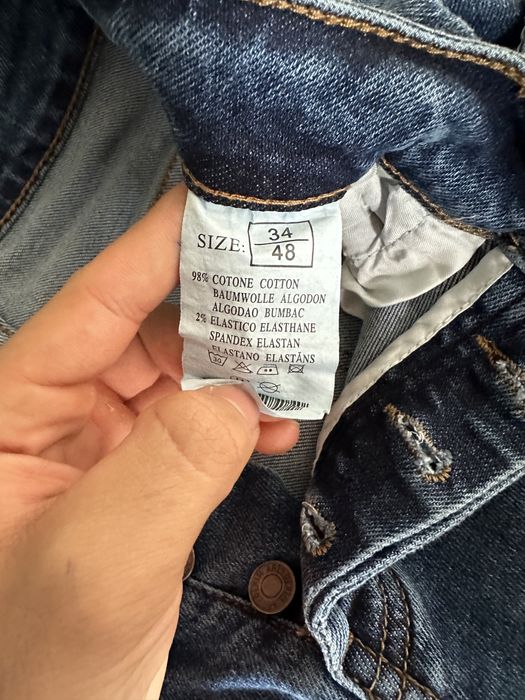 SIZE: 34
48
98% COTONE COTTON
BAUMWOLLE ALGODON
ALGODAO BUMBAC
2% ELASTICO ELASTHANE
SPANDEX ELASTAN
ELASTANO ELASTĀNS
30